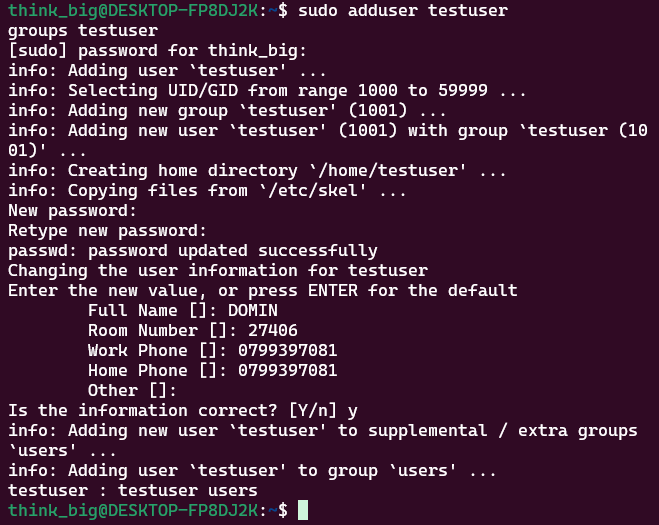 think_big@DESKTOP-FP8DJ2K:~$ sudo adduser testuser
groups testuser
[sudo] password for think_big:
info: Adding user `testuser' ...
info: Selecting UID/GID from range 1000 to 59999 ...
info: Adding new group `testuser' (1001) ...
info: Adding new user `testuser' (1001) with group `testuser (10
01)' ...
info: Creating home directory `/home/testuser' ...
info: Copying files from `/etc/skel' ...
New password:
Retype new password:
passwd: password updated successfully
Changing the user information for testuser
Enter the new value, or press ENTER for the default
        Full Name []: DOMIN
        Room Number []: 27406
        Work Phone []: 0799397081
        Home Phone []: 0799397081
        Other []:
Is the information correct? [Y/n] y
info: Adding new user `testuser' to supplemental / extra groups
`users' ...
info: Adding user `testuser' to group `users' ...
testuser : testuser users
think_big@DESKTOP-FP8DJ2K:~$